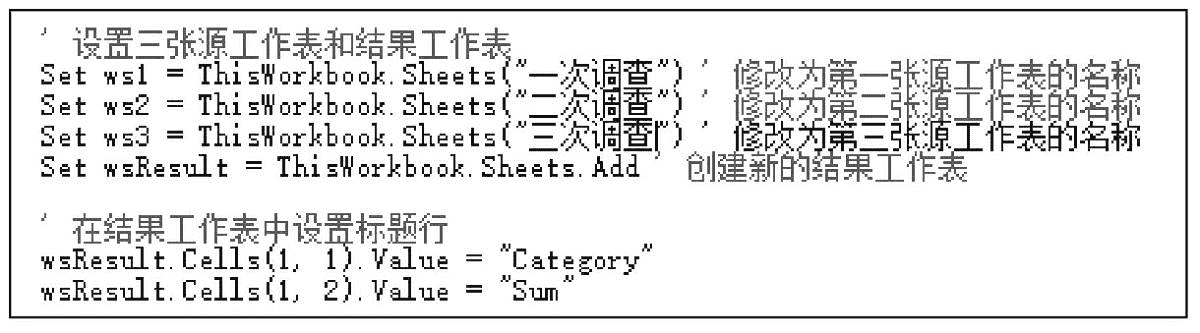 ' 设置三张源工作表和结果工作表
Set ws1 = ThisWorkbook.Sheets("一次调查") ' 修改为第一张源工作表的名称
Set ws2 = ThisWorkbook.Sheets("二次调查") ' 修改为第二张源工作表的名称
Set ws3 = ThisWorkbook.Sheets("三次调查") ' 修改为第三张源工作表的名称
Set wsResult = ThisWorkbook.Sheets.Add ' 创建新的结果工作表
' 在结果工作表中设置标题行
wsResult.Cells(1, 1).Value = "Category"
wsResult.Cells(1, 2).Value = "Sum"